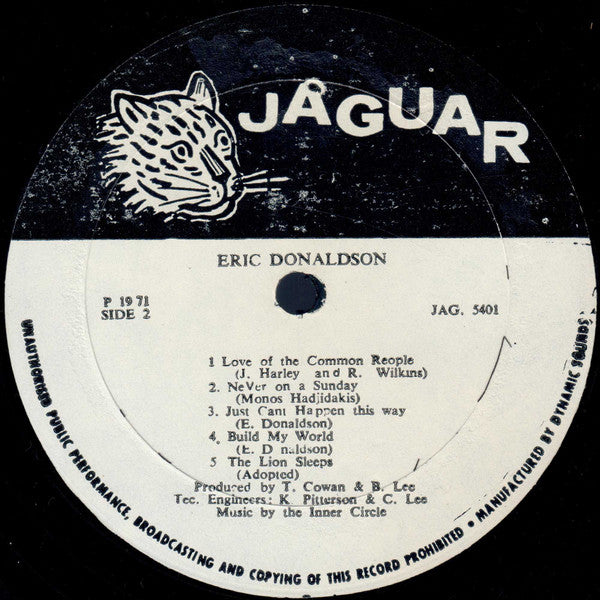 JAGUAR
ERIC DONALDSON
P 1971
SIDE 2
JAG. 5401
1 Love of the Common Reople
(J. Harley and R. Wilkins)
2. NeVer on a Sunday
(Monos Hadjidakis)
3. Just Cant Happen this way
(E. Donaldson)
4. Build My World
(E. D naldson)
5 The Lion Sleeps
(Adopted)
Produced by T. Cowan & B. Lee
Tec. Engineers: K. Pitterson & C. Lee
Music by the Inner Circle
UNAUTHORISED PUBLIC PERFORMANCE, BROADCASTING AND COPYING OF THIS RECORD PROHIBITED • MANUFACTURED BY DYNAMIC SOUNDS